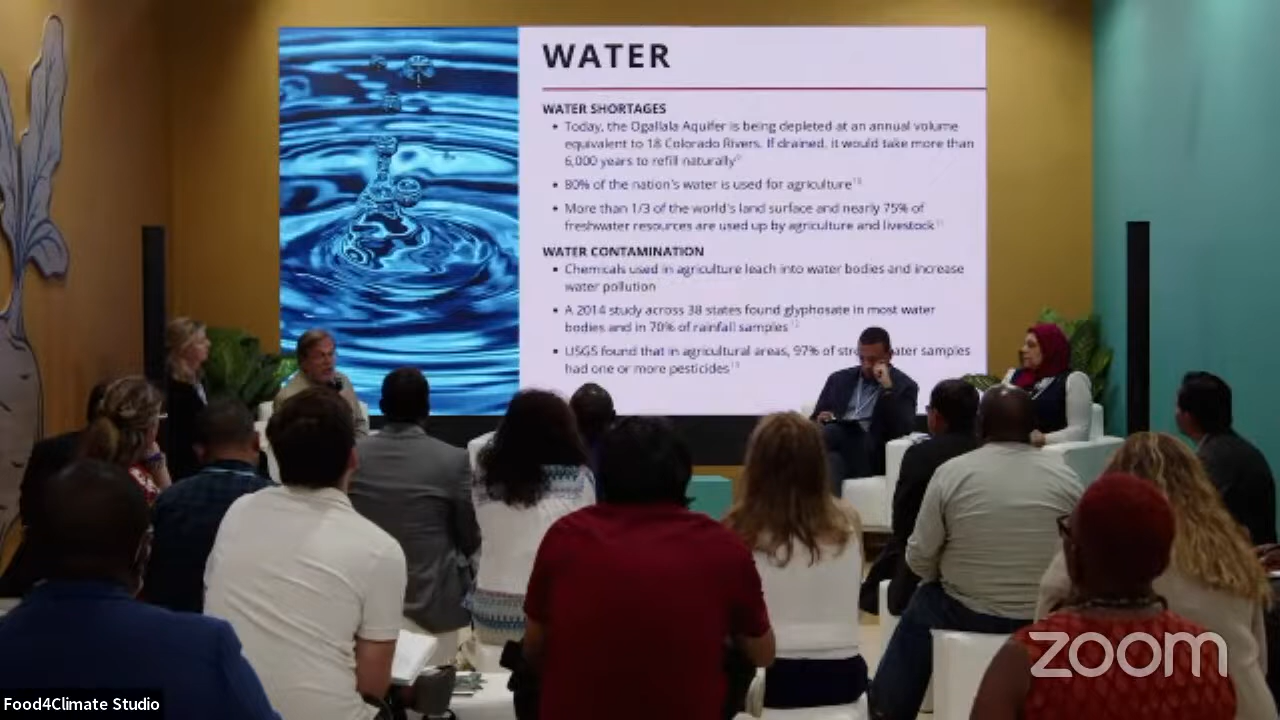 WATER
WATER SHORTAGES
• Today, the Ogallala Aquifer is being depleted at an annual volume
equivalent to 18 Colorado Rivers. If drained, it would take more than
6,000 years to refill naturally
• 80% of the nation's water is used for agriculture
• More than 1/3 of the world's land surface and nearly 75% of
freshwater resources are used up by agriculture and livestock
WATER CONTAMINATION
• Chemicals used in agriculture leach into water bodies and increase
water pollution
• A 2014 study across 38 states found glyphosate in most water
bodies and in 70% of rainfall samples
• USGS found that in agricultural areas, 97% of samples
had one or more pesticides
zoom
Food4Climate Studio